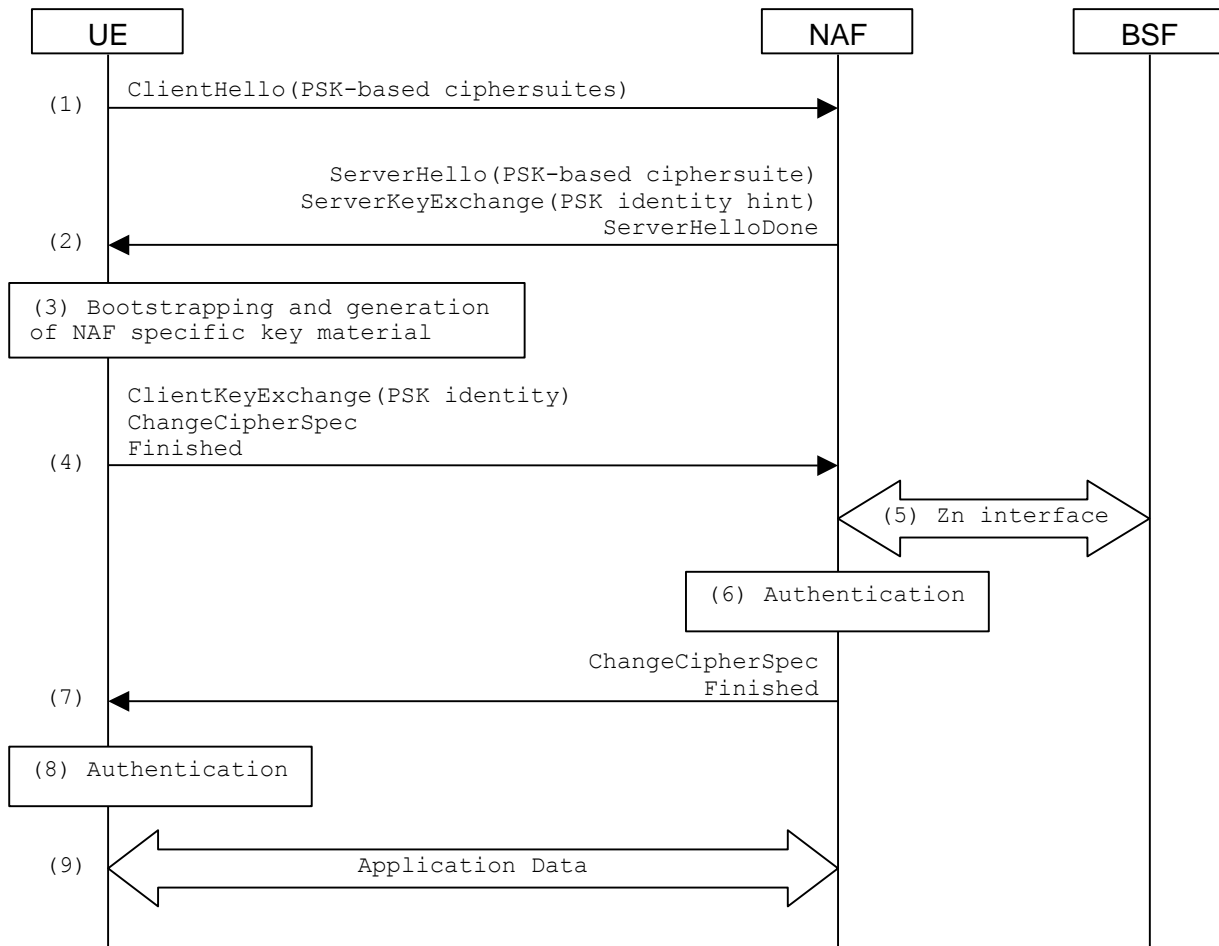 UE
NAF
BSF
(1)
ClientHello(PSK-based ciphersuites)
ServerHello(PSK-based ciphersuite)
ServerKeyExchange(PSK identity hint)
ServerHelloDone
(2)
(3) Bootstrapping and generation
of NAF specific key material
ClientKeyExchange(PSK identity)
ChangeCipherSpec
Finished
(4)
(5) Zn interface
(6) Authentication
ChangeCipherSpec
Finished
(7)
(8) Authentication
(9)
Application Data